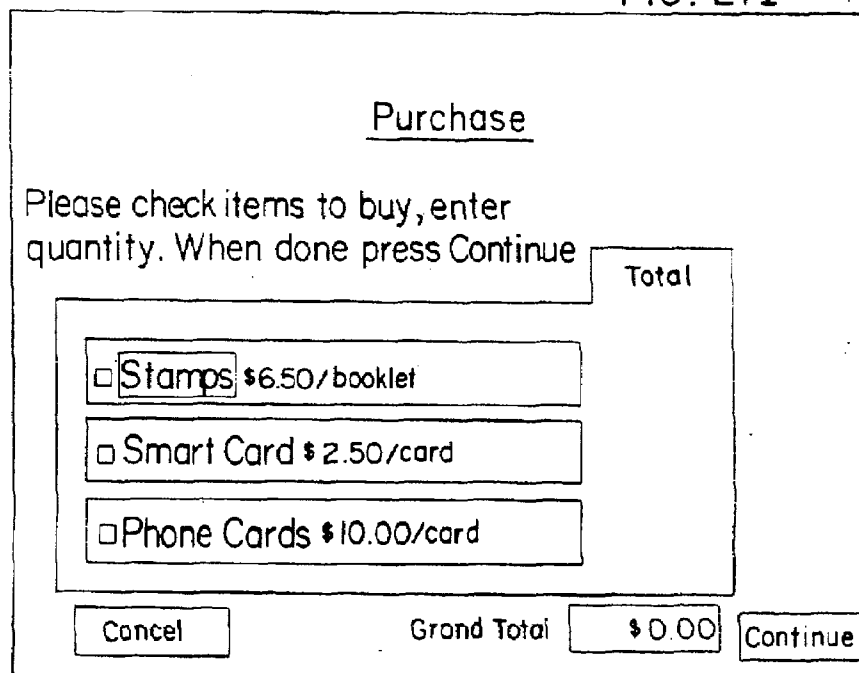 Purchase
Please check items to buy, enter
quantity. When done press Continue
Total
Stamps $6.50/booklet
Smart Card $2.50/card
Phone Cards $10.00/card
Cancel Grand Total $0.00 Continue